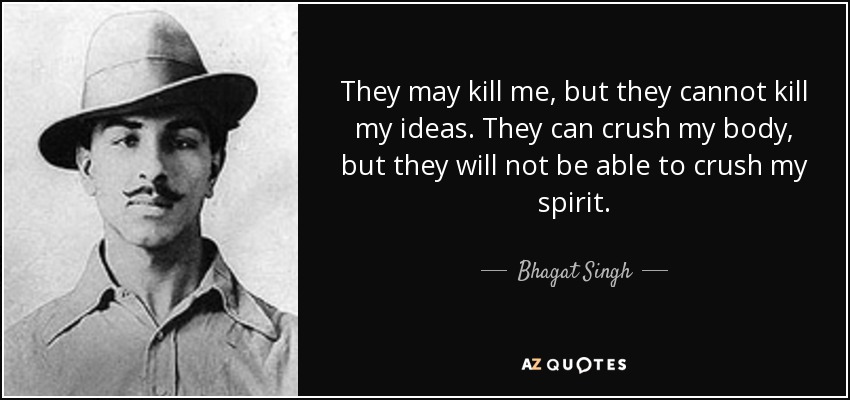 They may kill me, but they cannot kill
my ideas. They can crush my body,
but they will not be able to crush my
spirit.
Bhagat Singh
AZ QUOTES